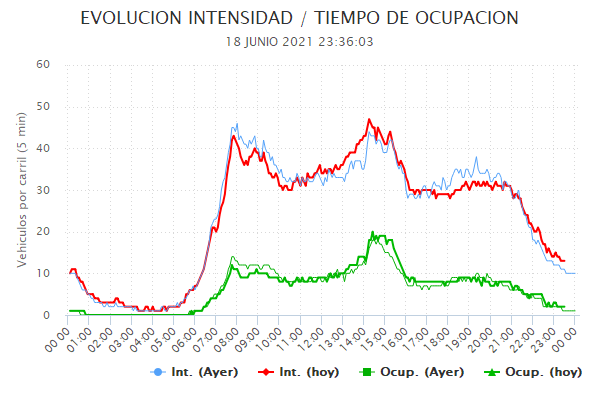 EVOLUCION INTENSIDAD / TIEMPO DE OCUPACION
18 JUNIO 2021 23:36:03
Vehiculos por carril (5 min)
60
50
40
30
20
10
0
00:00 01:00 02:00 03:00 04:00 05:00 06:00 07:00 08:00 09:00 10:00 11:00 12:00 13:00 14:00 15:00 16:00 17:00 18:00 19:00 20:00 21:00 22:00 23:00 00:00
Int. (Ayer) Int. (hoy) Ocup. (Ayer) Ocup. (hoy)